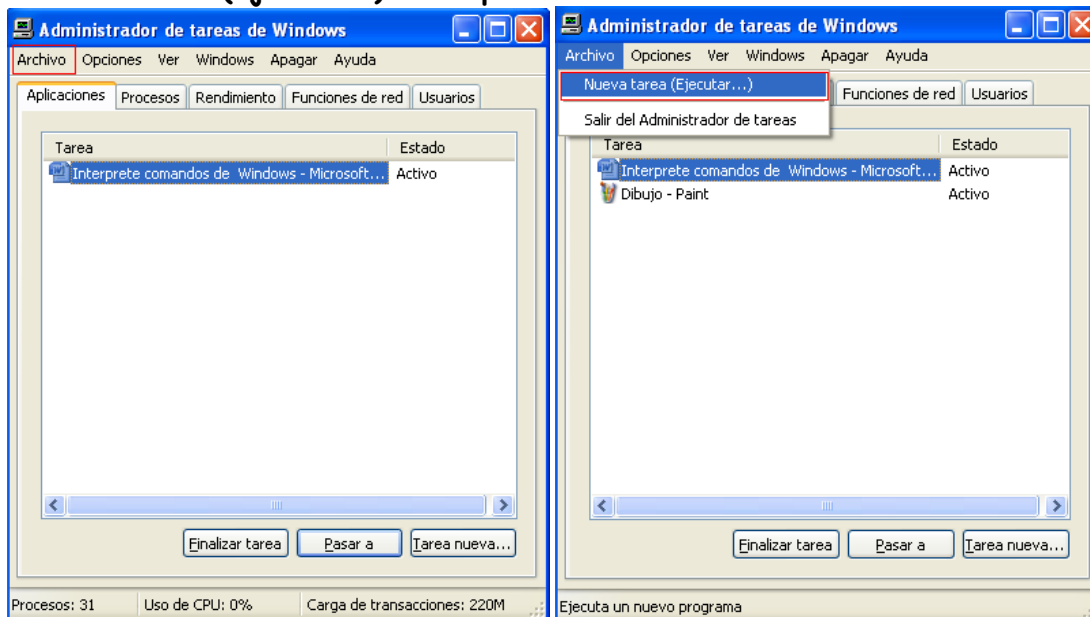 Administrador de tareas de Windows
Archivo Opciones Ver Windows Apagar Ayuda
Aplicaciones Procesos Rendimiento Funciones de red Usuarios
Tarea Estado
Interprete comandos de Windows - Microsoft... Activo
Finalizar tarea Pasar a Tarea nueva...
Procesos: 31 Uso de CPU: 0% Carga de transacciones: 220M
Administrador de tareas de Windows
Archivo Opciones Ver Windows Apagar Ayuda
Nueva tarea (Ejecutar...)
Funciones de red Usuarios
Salir del Administrador de tareas
Tarea Estado
Interprete comandos de Windows - Microsoft... Activo
Dibujo - Paint Activo
Finalizar tarea Pasar a Tarea nueva...
Ejecuta un nuevo programa